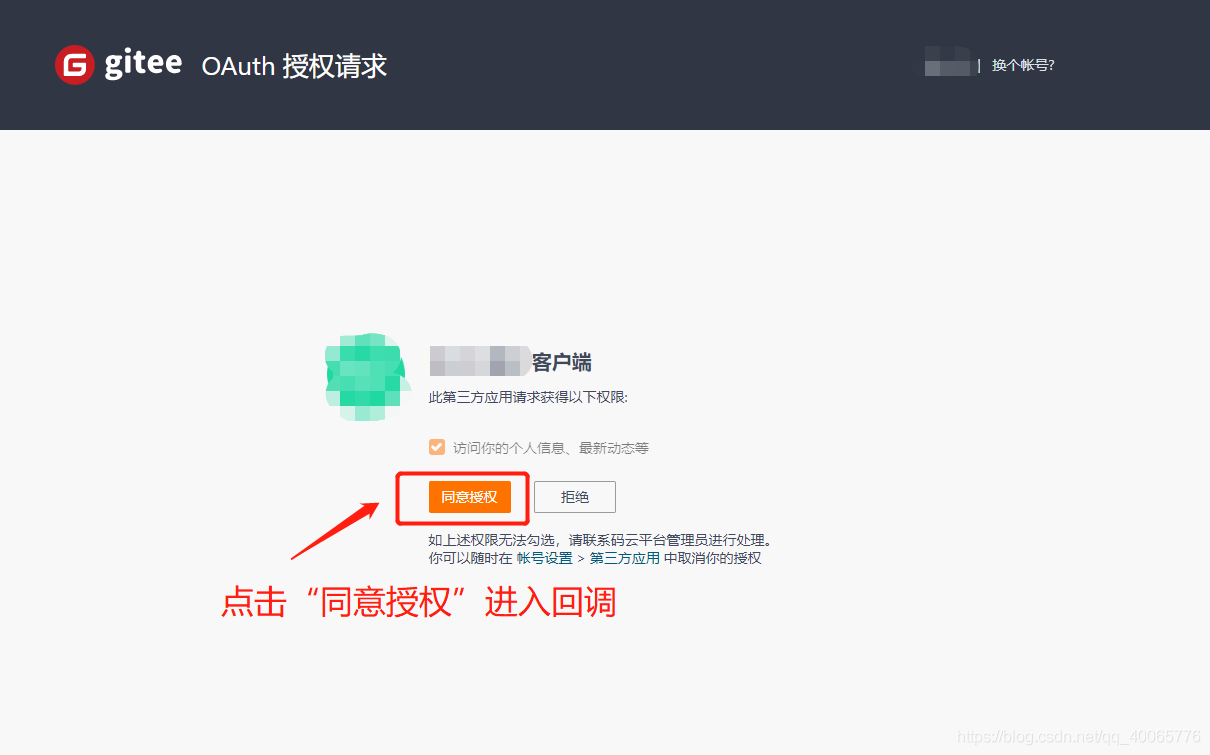 gitee OAuth 授权请求
| 换个帐号?
客户端
此第三方应用请求获得以下权限:
访问你的个人信息、最新动态等
同意授权 拒绝
如上述权限无法勾选，请联系码云平台管理员进行处理。
你可以随时在 帐号设置 > 第三方应用 中取消你的授权
点击“同意授权”进入回调
https://blog.csdn.net/qq_40065776